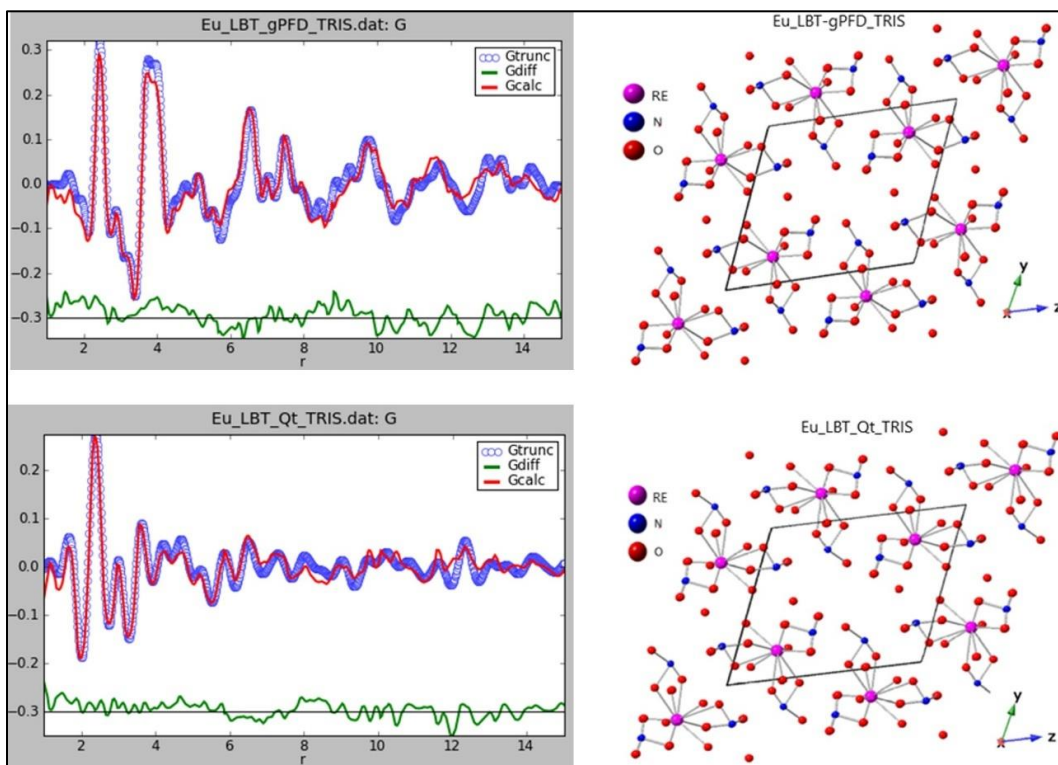 Eu_LBT_gPFD_TRIS.dat: G
Gtrunc
Gdiff
Gcalc
0.3
0.2
0.1
0.0
−0.1
−0.2
−0.3
2 4 6 8 10 12 14
r
Eu_LBT-gPFD_TRIS
RE
N
O
y
x
z
Eu_LBT_Qt_TRIS.dat: G
Gtrunc
Gdiff
Gcalc
0.2
0.1
0.0
−0.1
−0.2
−0.3
2 4 6 8 10 12 14
r
Eu_LBT_Qt_TRIS
RE
N
O
y
x
z